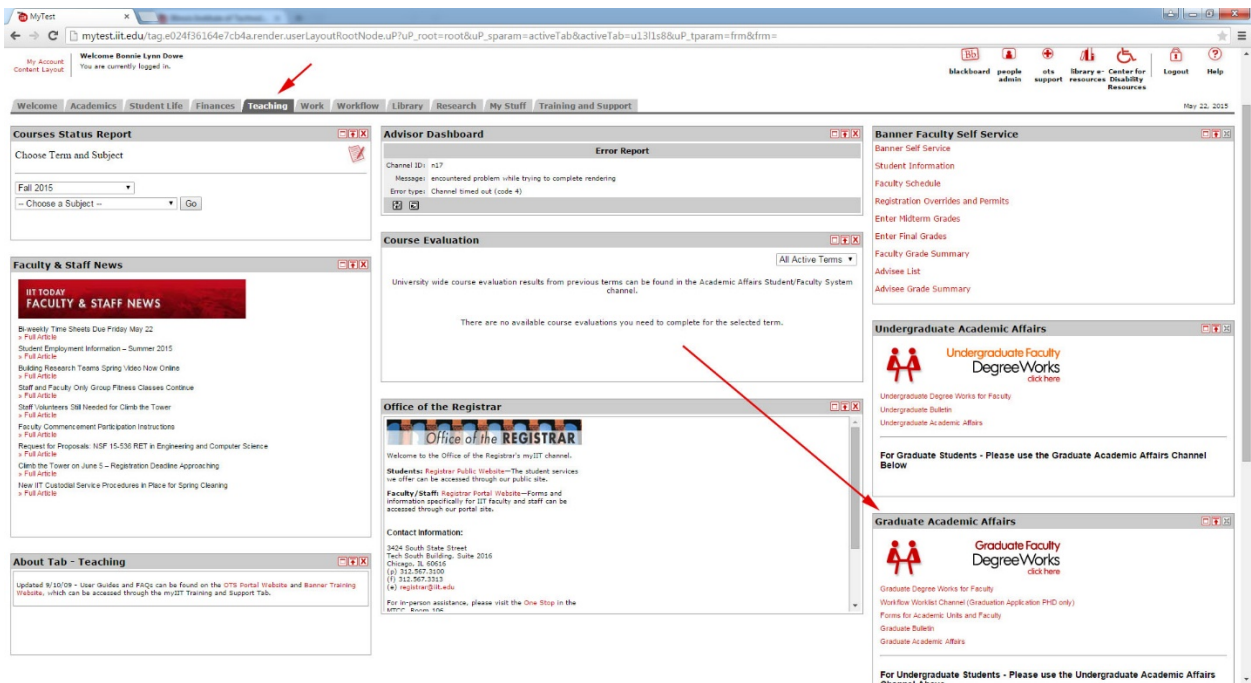 MyTest
mytest.iit.edu/tag.e024f36164e7cb4a.render.userLayoutRootNode.uP?uP_root=root&uP_sparam=activeTab&activeTab=u13l1s8&uP_tparam=frm&frm=
My Account
Content Layout
Welcome Bonnie Lynn Dowe
You are currently logged in.
Bb
blackboard
people admin
ots support
library e-resources
Center for Disability Resources
Logout
?
Help
Welcome Academics Student Life Finances Teaching Work Workflow Library Research My Stuff Training and Support
May 22, 2015
Courses Status Report
Choose Term and Subject
Fall 2015
-- Choose a Subject --
Go
Faculty & Staff News
IIT TODAY
FACULTY & STAFF NEWS
Bi-weekly Time Sheets Due Friday May 22
» Full Article
Student Employment Information – Summer 2015
» Full Article
Building Research Teams Spring Video Now Online
» Full Article
Staff and Faculty Only Group Fitness Classes Continue
» Full Article
Staff Volunteers Still Needed for Climb the Tower
» Full Article
Faculty Commencement Participation Instructions
» Full Article
Request for Proposals: NSF 15-536 RET in Engineering and Computer Science
» Full Article
Climb the Tower on June 5 – Registration Deadline Approaching
» Full Article
New IIT Custodial Service Procedures in Place for Spring Cleaning
» Full Article
About Tab - Teaching
Updated 9/10/09 - User Guides and FAQs can be found on the OTS Portal Website and Banner Training
Website, which can be accessed through the myIIT Training and Support Tab.
Advisor Dashboard
Error Report
Channel ID: n17
Message: encountered problem while trying to complete rendering
Error type: Channel timed out (code 4)
Course Evaluation
All Active Terms
University wide course evaluation results from previous terms can be found in the Academic Affairs Student/Faculty System
channel.
There are no available course evaluations you need to complete for the selected term.
Office of the Registrar
Office of the REGISTRAR
Welcome to the Office of the Registrar's myIIT channel.
Students: Registrar Public Website—The student services
we offer can be accessed through our public site.
Faculty/Staff: Registrar Portal Website—Forms and
information specifically for IIT faculty and staff can be
accessed through our portal site.
Contact Information:
3424 South State Street
Tech South Building, Suite 2016
Chicago, IL 60616
(p) 312.567.3100
(f) 312.567.3313
(e) registrar@iit.edu
For in-person assistance, please visit the One Stop in the
MTCC, Room 106
Banner Faculty Self Service
Banner Self Service
Student Information
Faculty Schedule
Registration Overrides and Permits
Enter Midterm Grades
Enter Final Grades
Faculty Grade Summary
Advisee List
Advisee Grade Summary
Undergraduate Academic Affairs
Undergraduate Faculty
DegreeWorks
click here
Undergraduate Degree Works for Faculty
Undergraduate Bulletin
Undergraduate Academic Affairs
For Graduate Students - Please use the Graduate Academic Affairs Channel
Below
Graduate Academic Affairs
Graduate Faculty
DegreeWorks
click here
Graduate Degree Works for Faculty
Workflow Worklist Channel (Graduation Application PHD only)
Forms for Academic Units and Faculty
Graduate Bulletin
Graduate Academic Affairs
For Undergraduate Students - Please use the Undergraduate Academic Affairs
Channel Above